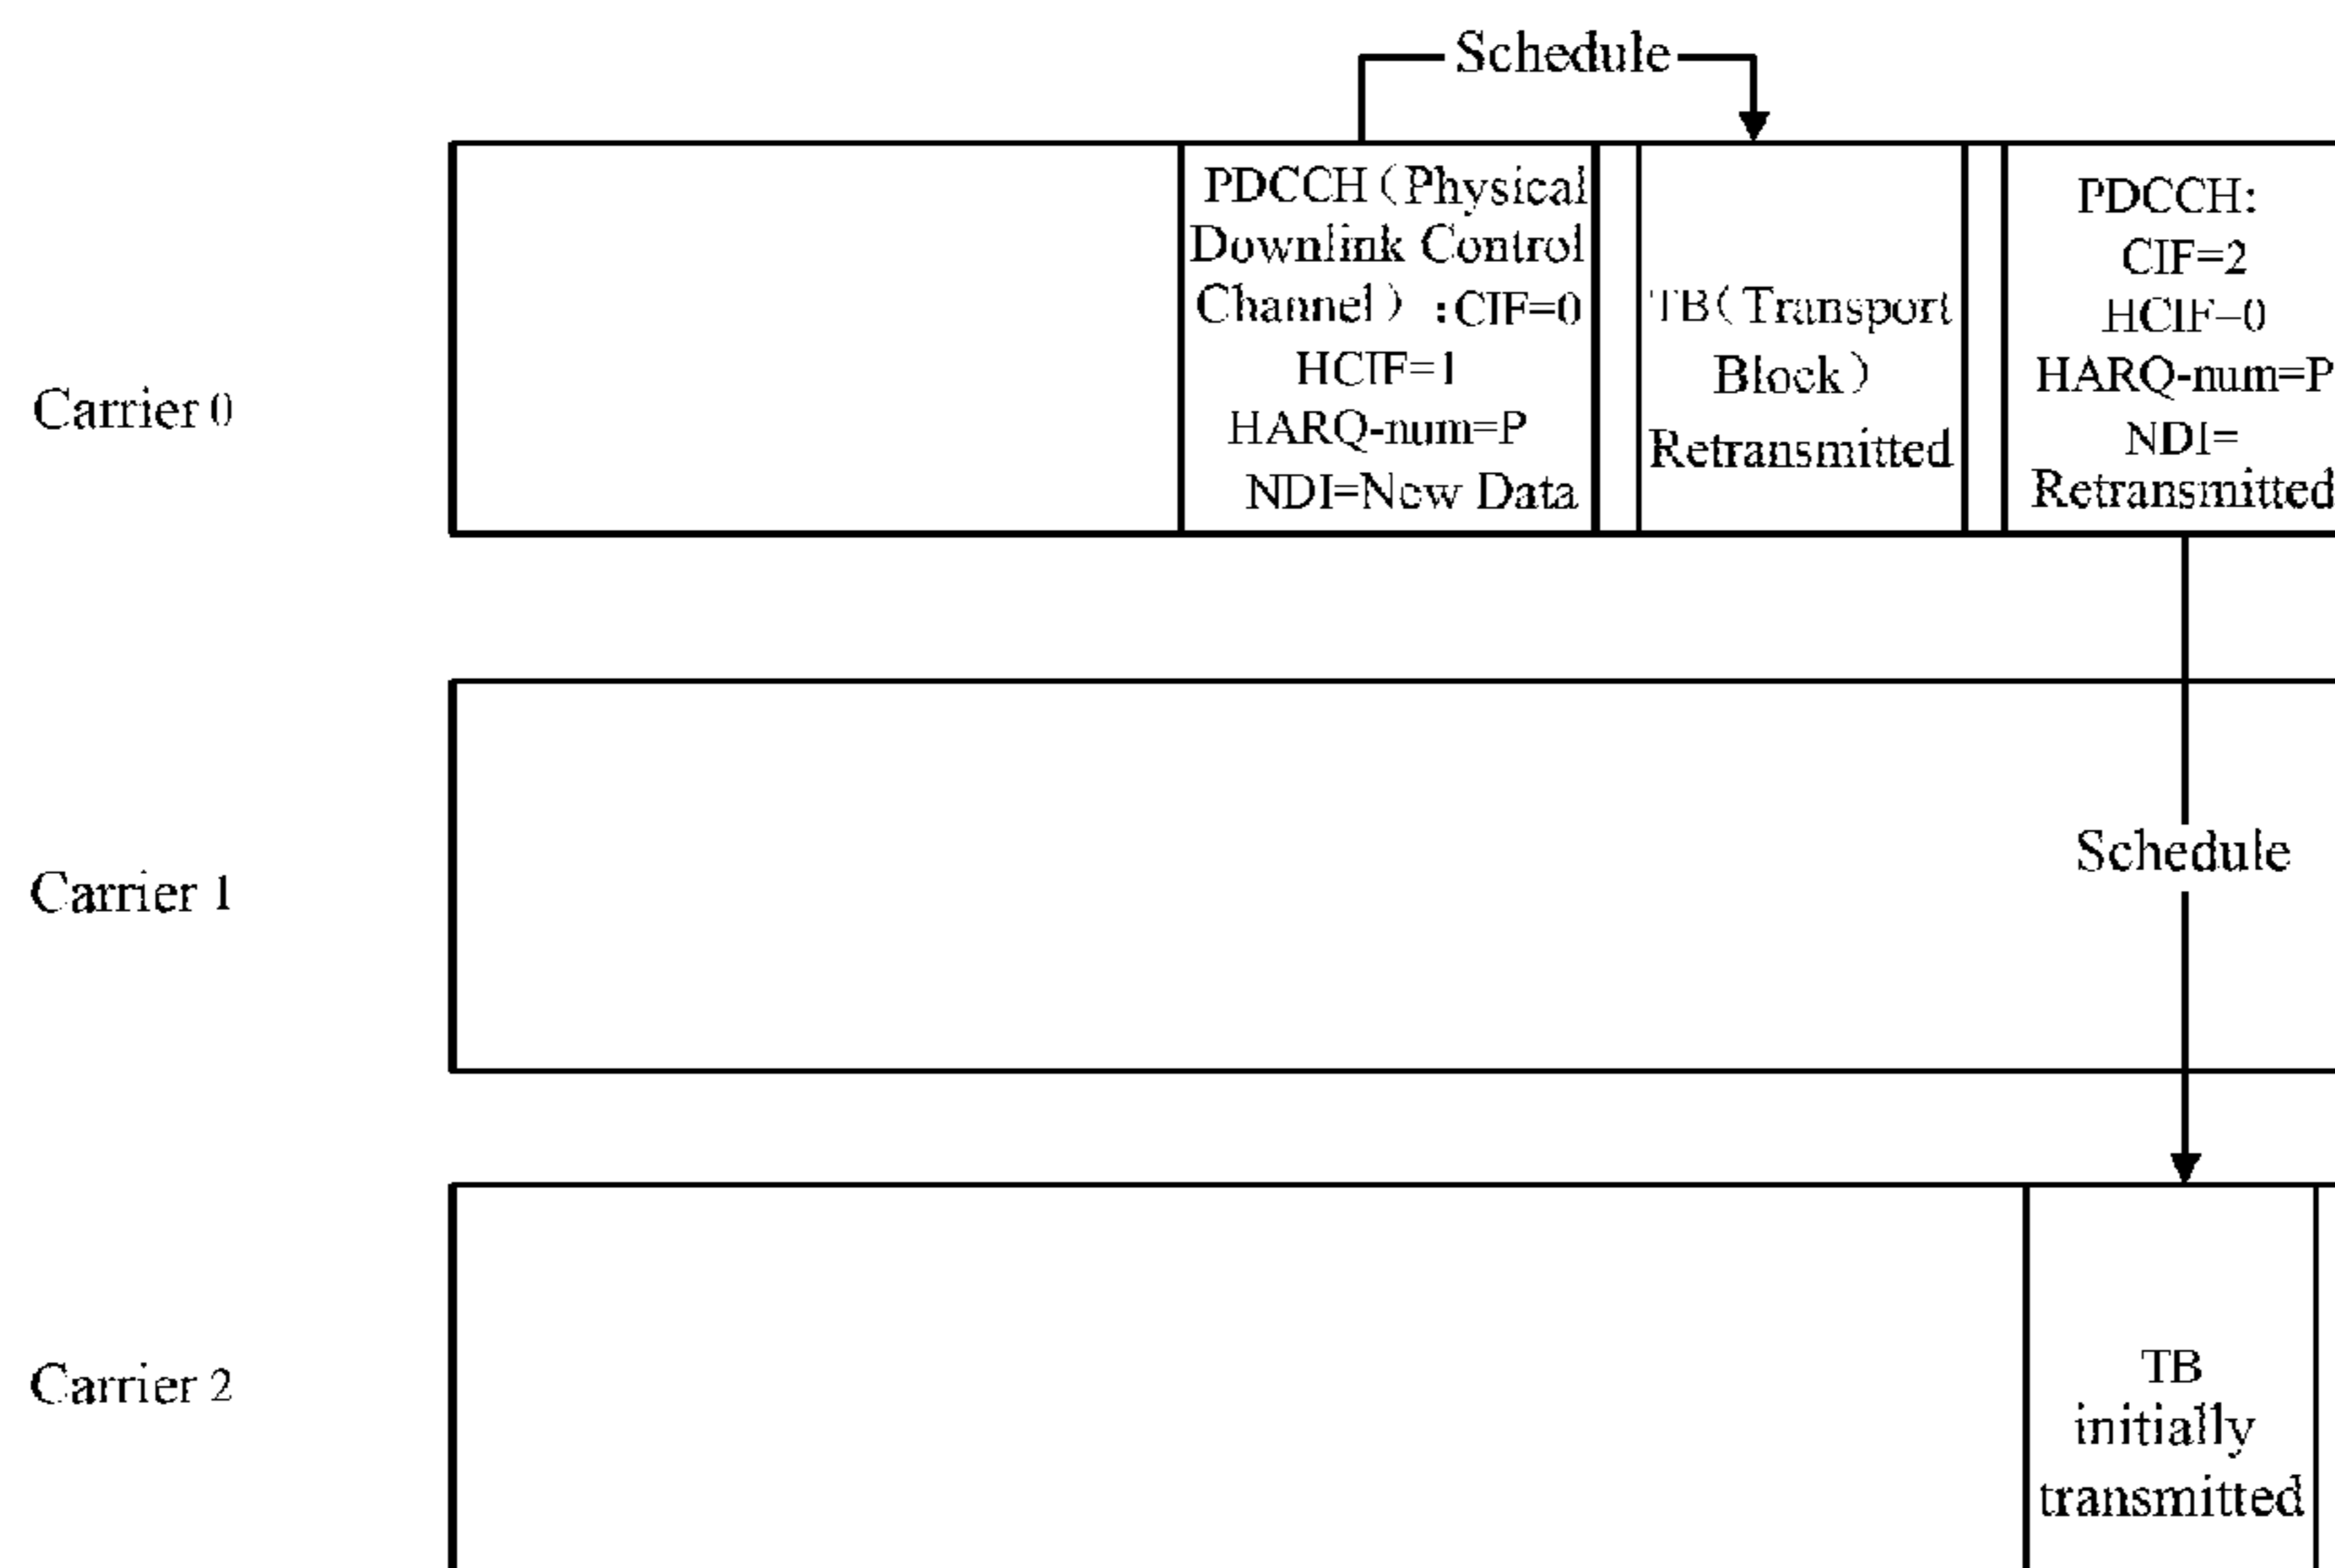 Schedule
PDCCH（Physical
Downlink Control
Channel）:CIF=0
HCIF=1
HARQ-num=P
NDI=New Data
TB（Transport
Block）
Retransmitted
PDCCH:
CIF=2
HCIF=0
HARQ-num=P
NDI=
Retransmitted
Carrier 0
Carrier 1
Schedule
Carrier 2
TB
initially
transmitted